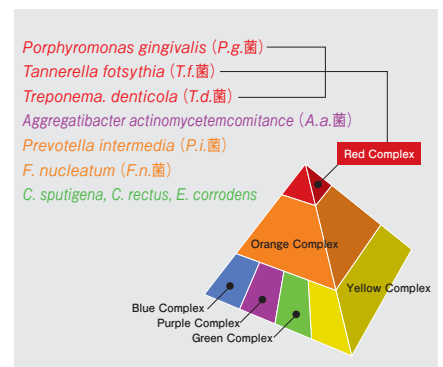 Porphyromonas gingivalis（P.g.菌）
Tannerella fotsythia（T.f.菌）
Treponema. denticola（T.d.菌）
Aggregatibacter actinomycetemcomitance（A.a.菌）
Prevotella intermedia（P.i.菌）
F. nucleatum（F.n.菌）
C. sputigena, C. rectus, E. corrodens
Red Complex
Orange Complex
Yellow Complex
Blue Complex
Purple Complex
Green Complex